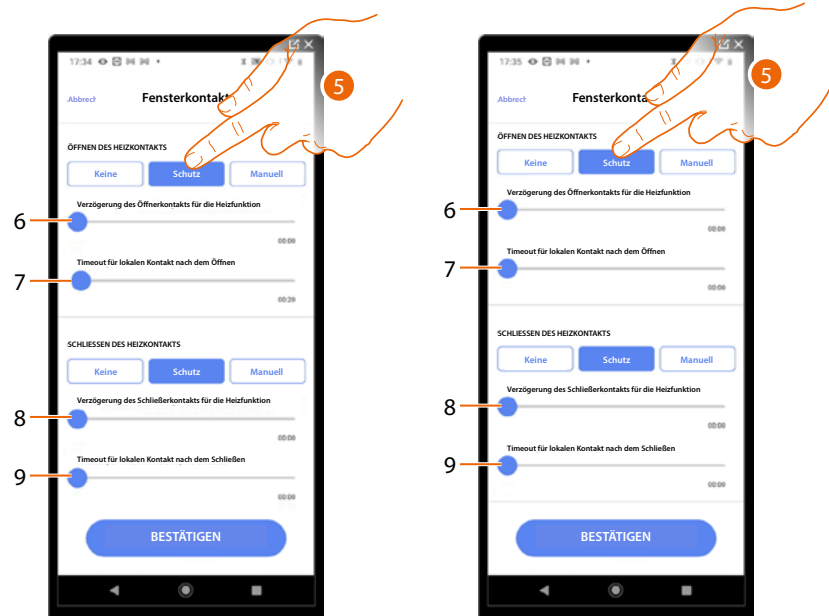 17:34
5
Abbrech
Fensterkontak
ÖFFNEN DES HEIZKONTAKTS
Keine
Schutz
Manuell
Verzögerung des Öffnerkontakts für die Heizfunktion
6
00:00
Timeout für lokalen Kontakt nach dem Öffnen
7
00:20
SCHLIESSEN DES HEIZKONTAKTS
Keine
Schutz
Manuell
Verzögerung des Schließerkontakts für die Heizfunktion
8
00:00
Timeout für lokalen Kontakt nach dem Schließen
9
00:00
BESTÄTIGEN
17:35
5
Abbrech
Fensterkonta
ÖFFNEN DES HEIZKONTAKTS
Keine
Schutz
Manuell
Verzögerung des Öffnerkontakts für die Heizfunktion
6
00:00
Timeout für lokalen Kontakt nach dem Öffnen
7
00:00
SCHLIESSEN DES HEIZKONTAKTS
Keine
Schutz
Manuell
Verzögerung des Schließerkontakts für die Heizfunktion
8
00:00
Timeout für lokalen Kontakt nach dem Schließen
9
00:00
BESTÄTIGEN